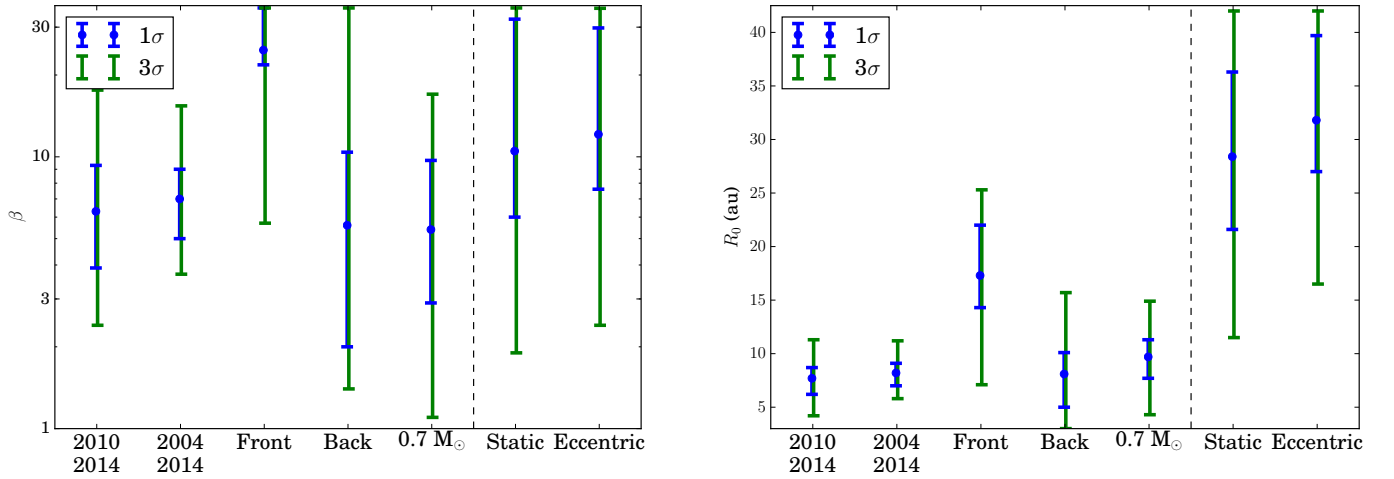 1σ
3σ
30
10
3
1
β
2010
2014
2004
2014
Front
Back
0.7 M⊙
Static
Eccentric
1σ
3σ
40
35
30
25
20
15
10
5
R₀ (au)
2010
2014
2004
2014
Front
Back
0.7 M⊙
Static
Eccentric